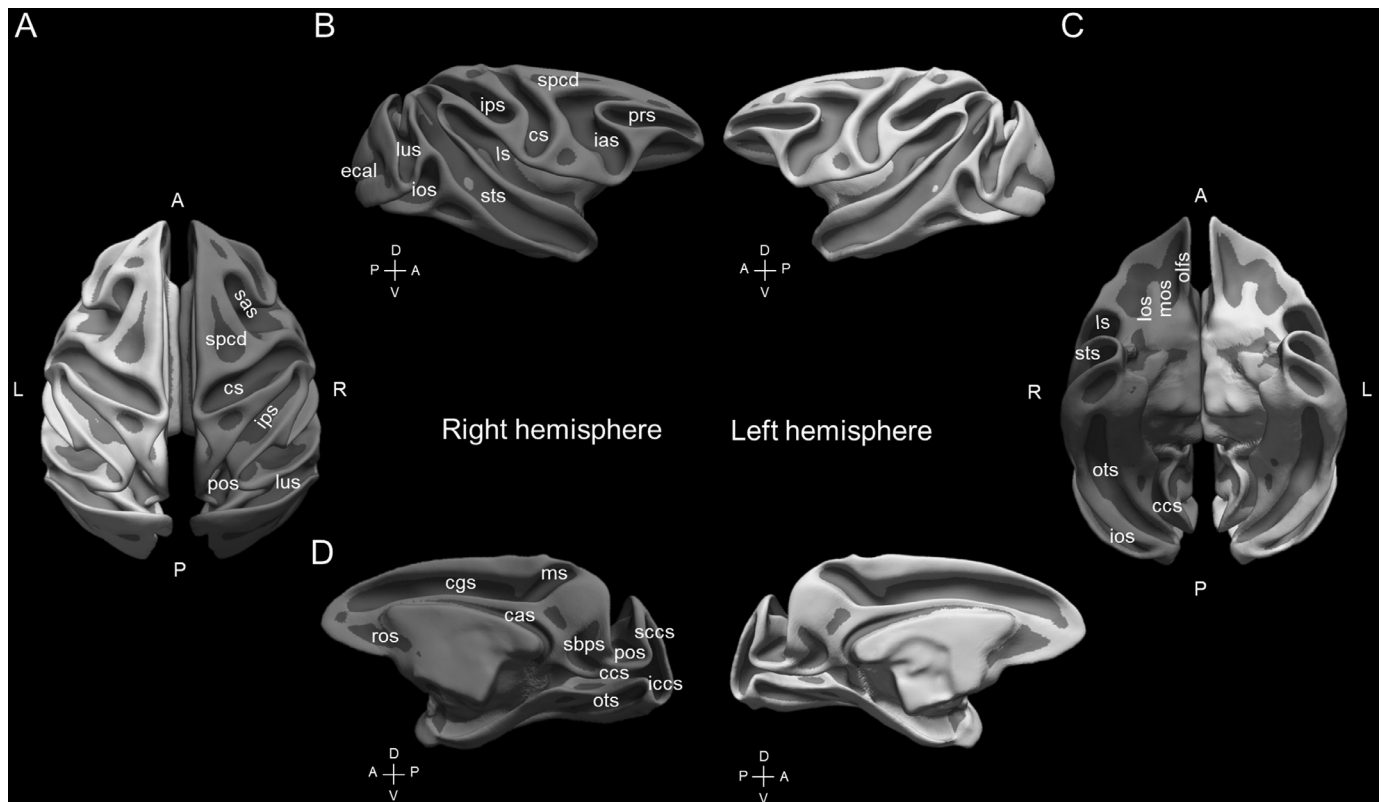 A
B
C
spcd
ips
prs
cs
ias
lus
ls
ecal
ios
sts
D
P A
V
D
A P
V
A
sas
spcd
cs
L
R
ips
pos
lus
P
A
olfs
mos
los
ls
sts
R
L
ots
ccs
ios
P
Right hemisphere
Left hemisphere
D
cgs
ms
cas
ros
sccs
sbps
pos
ccs
iccs
ots
D
A P
V
D
P A
V